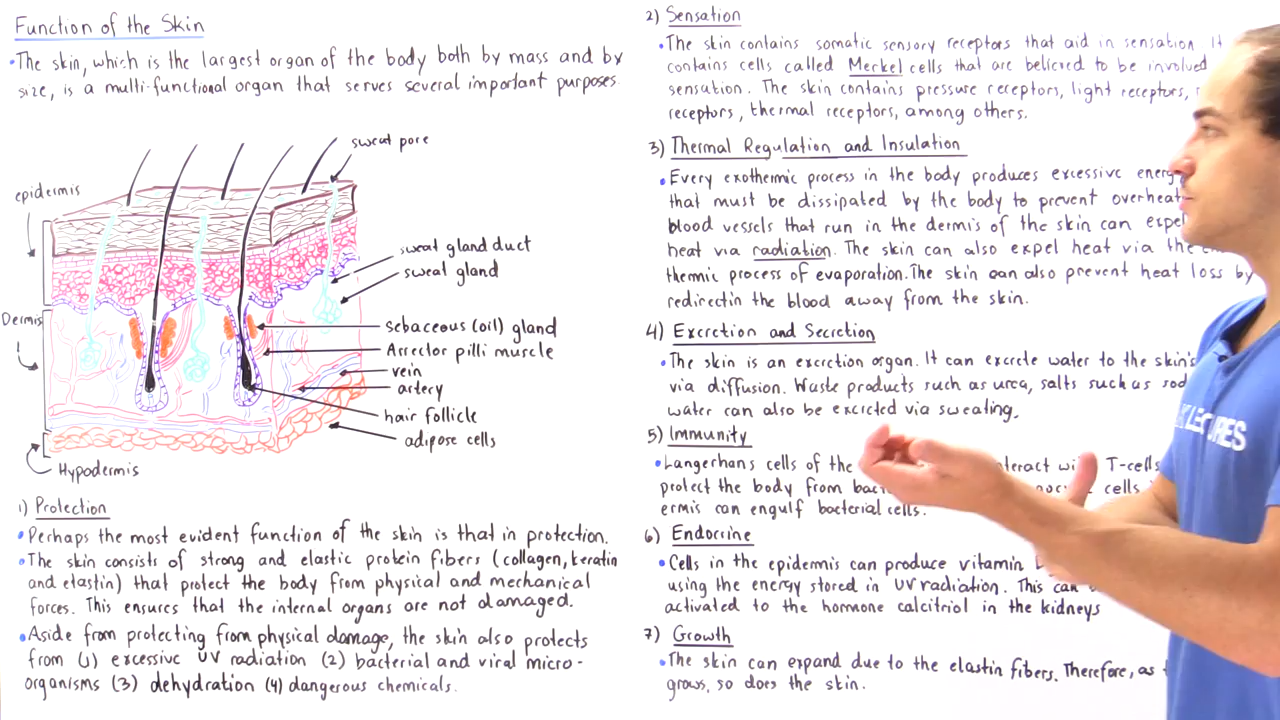 Function of the Skin
•The skin, which is the largest organ of the body both by mass and by
size, is a multi-functional organ that serves several important purposes.
sweat pore
epidermis
sweat gland duct
sweat gland
Dermis
sebaceous (oil) gland
Arrector pilli muscle
vein
artery
hair follicle
adipose cells
Hypodermis
1) Protection
•Perhaps the most evident function of the skin is that in protection.
•The skin consists of strong and elastic protein fibers (collagen, keratin
and elastin) that protect the body from physical and mechanical
forces. This ensures that the internal organs are not damaged.
•Aside from protecting from physical damage, the skin also protects
from (1) excessive UV radiation (2) bacterial and viral micro-
organisms (3) dehydration (4) dangerous chemicals.
2) Sensation
•The skin contains somatic sensory receptors that aid in sensation. It
contains cells called Merkel cells that are believed to be involved
sensation. The skin contains pressure receptors, light receptors,
receptors, thermal receptors, among others.
3) Thermal Regulation and Insulation
•Every exothermic process in the body produces excessive
that must be dissipated by the body to prevent
blood vessels that run in the dermis of the skin can
heat via radiation. The skin can also expel heat via the
thermic process of evaporation. The skin can also prevent heat loss by
redirectin the blood away from the skin.
4) Excretion and Secretion
•The skin is an excretion organ. It can excrete water to the skin's
via diffusion. Waste products such as urea, salts such as
water can also be excreted via sweating.
5) Immunity
•Langerhans cells of the T-cells
protect the body from cells
ermis can engulf bacterial cells.
LECTURES
6) Endocrine
•Cells in the epidermis can produce vitamin
using the energy stored in UV radiation. This can
activated to the hormone calcitriol in the kidneys
7) Growth
•The skin can expand due to the elastin fibers. Therefore, as
grows, so does the skin.